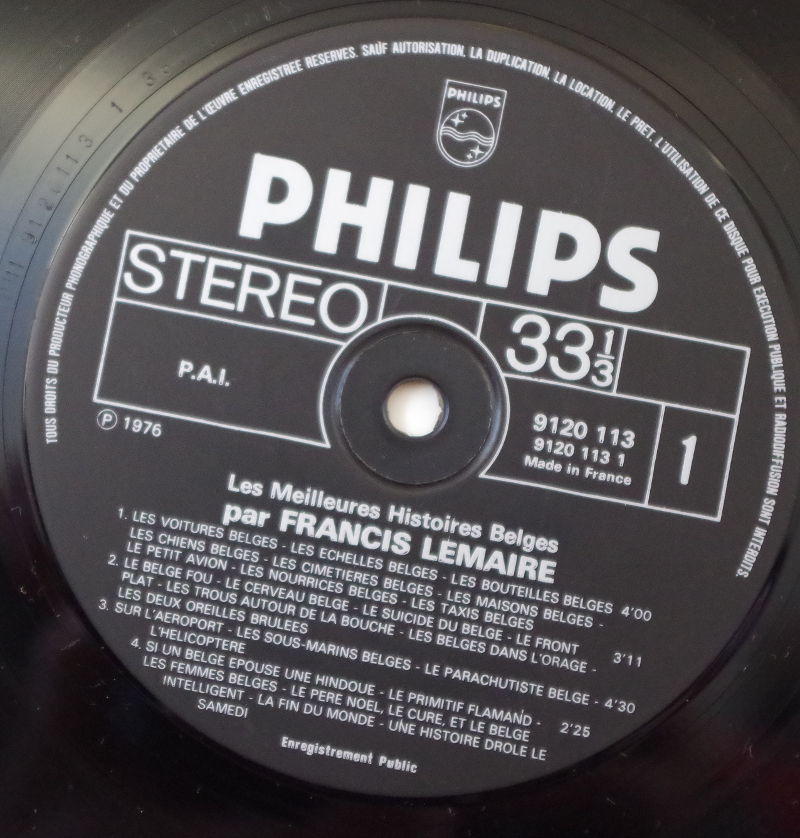 TOUS DROITS DU PRODUCTEUR PHONOGRAPHIQUE ET DU PROPRIETAIRE DE L'ŒUVRE ENREGISTREE RESERVES. SAUF AUTORISATION. LA DUPLICATION. LA LOCATION. LE PRET. L'UTILISATION DE CE DISQUE POUR EXECUTION PUBLIQUE ET RADIODIFFUSION SONT INTERDITS.
PHILIPS
PHILIPS
STEREO
33 1/3
P.A.I.
9120 113
9120 113 1
Made in France
1
Ⓟ 1976
Les Meilleures Histoires Belges
par FRANCIS LEMAIRE
1. LES VOITURES BELGES - LES ECHELLES BELGES - LES BOUTEILLES BELGES
LES CHIENS BELGES - LES CIMETIERES BELGES - LES MAISONS BELGES - 4'00
LE PETIT AVION - LES NOURRICES BELGES - LES TAXIS BELGES
2. LE BELGE FOU - LE CERVEAU BELGE - LE SUICIDE DU BELGE - LE FRONT
PLAT - LES TROUS AUTOUR DE LA BOUCHE - LES BELGES DANS L'ORAGE - 3'11
LES DEUX OREILLES BRULEES
3. SUR L'AEROPORT - LES SOUS-MARINS BELGES - LE PARACHUTISTE BELGE - 4'30
L'HELICOPTERE
4. SI UN BELGE EPOUSE UNE HINDOUE - LE PRIMITIF FLAMAND -
LES FEMMES BELGES - LE PERE NOEL, LE CURE, ET LE BELGE 2'25
INTELLIGENT - LA FIN DU MONDE - UNE HISTOIRE DROLE LE
SAMEDI
Enregistrement Public